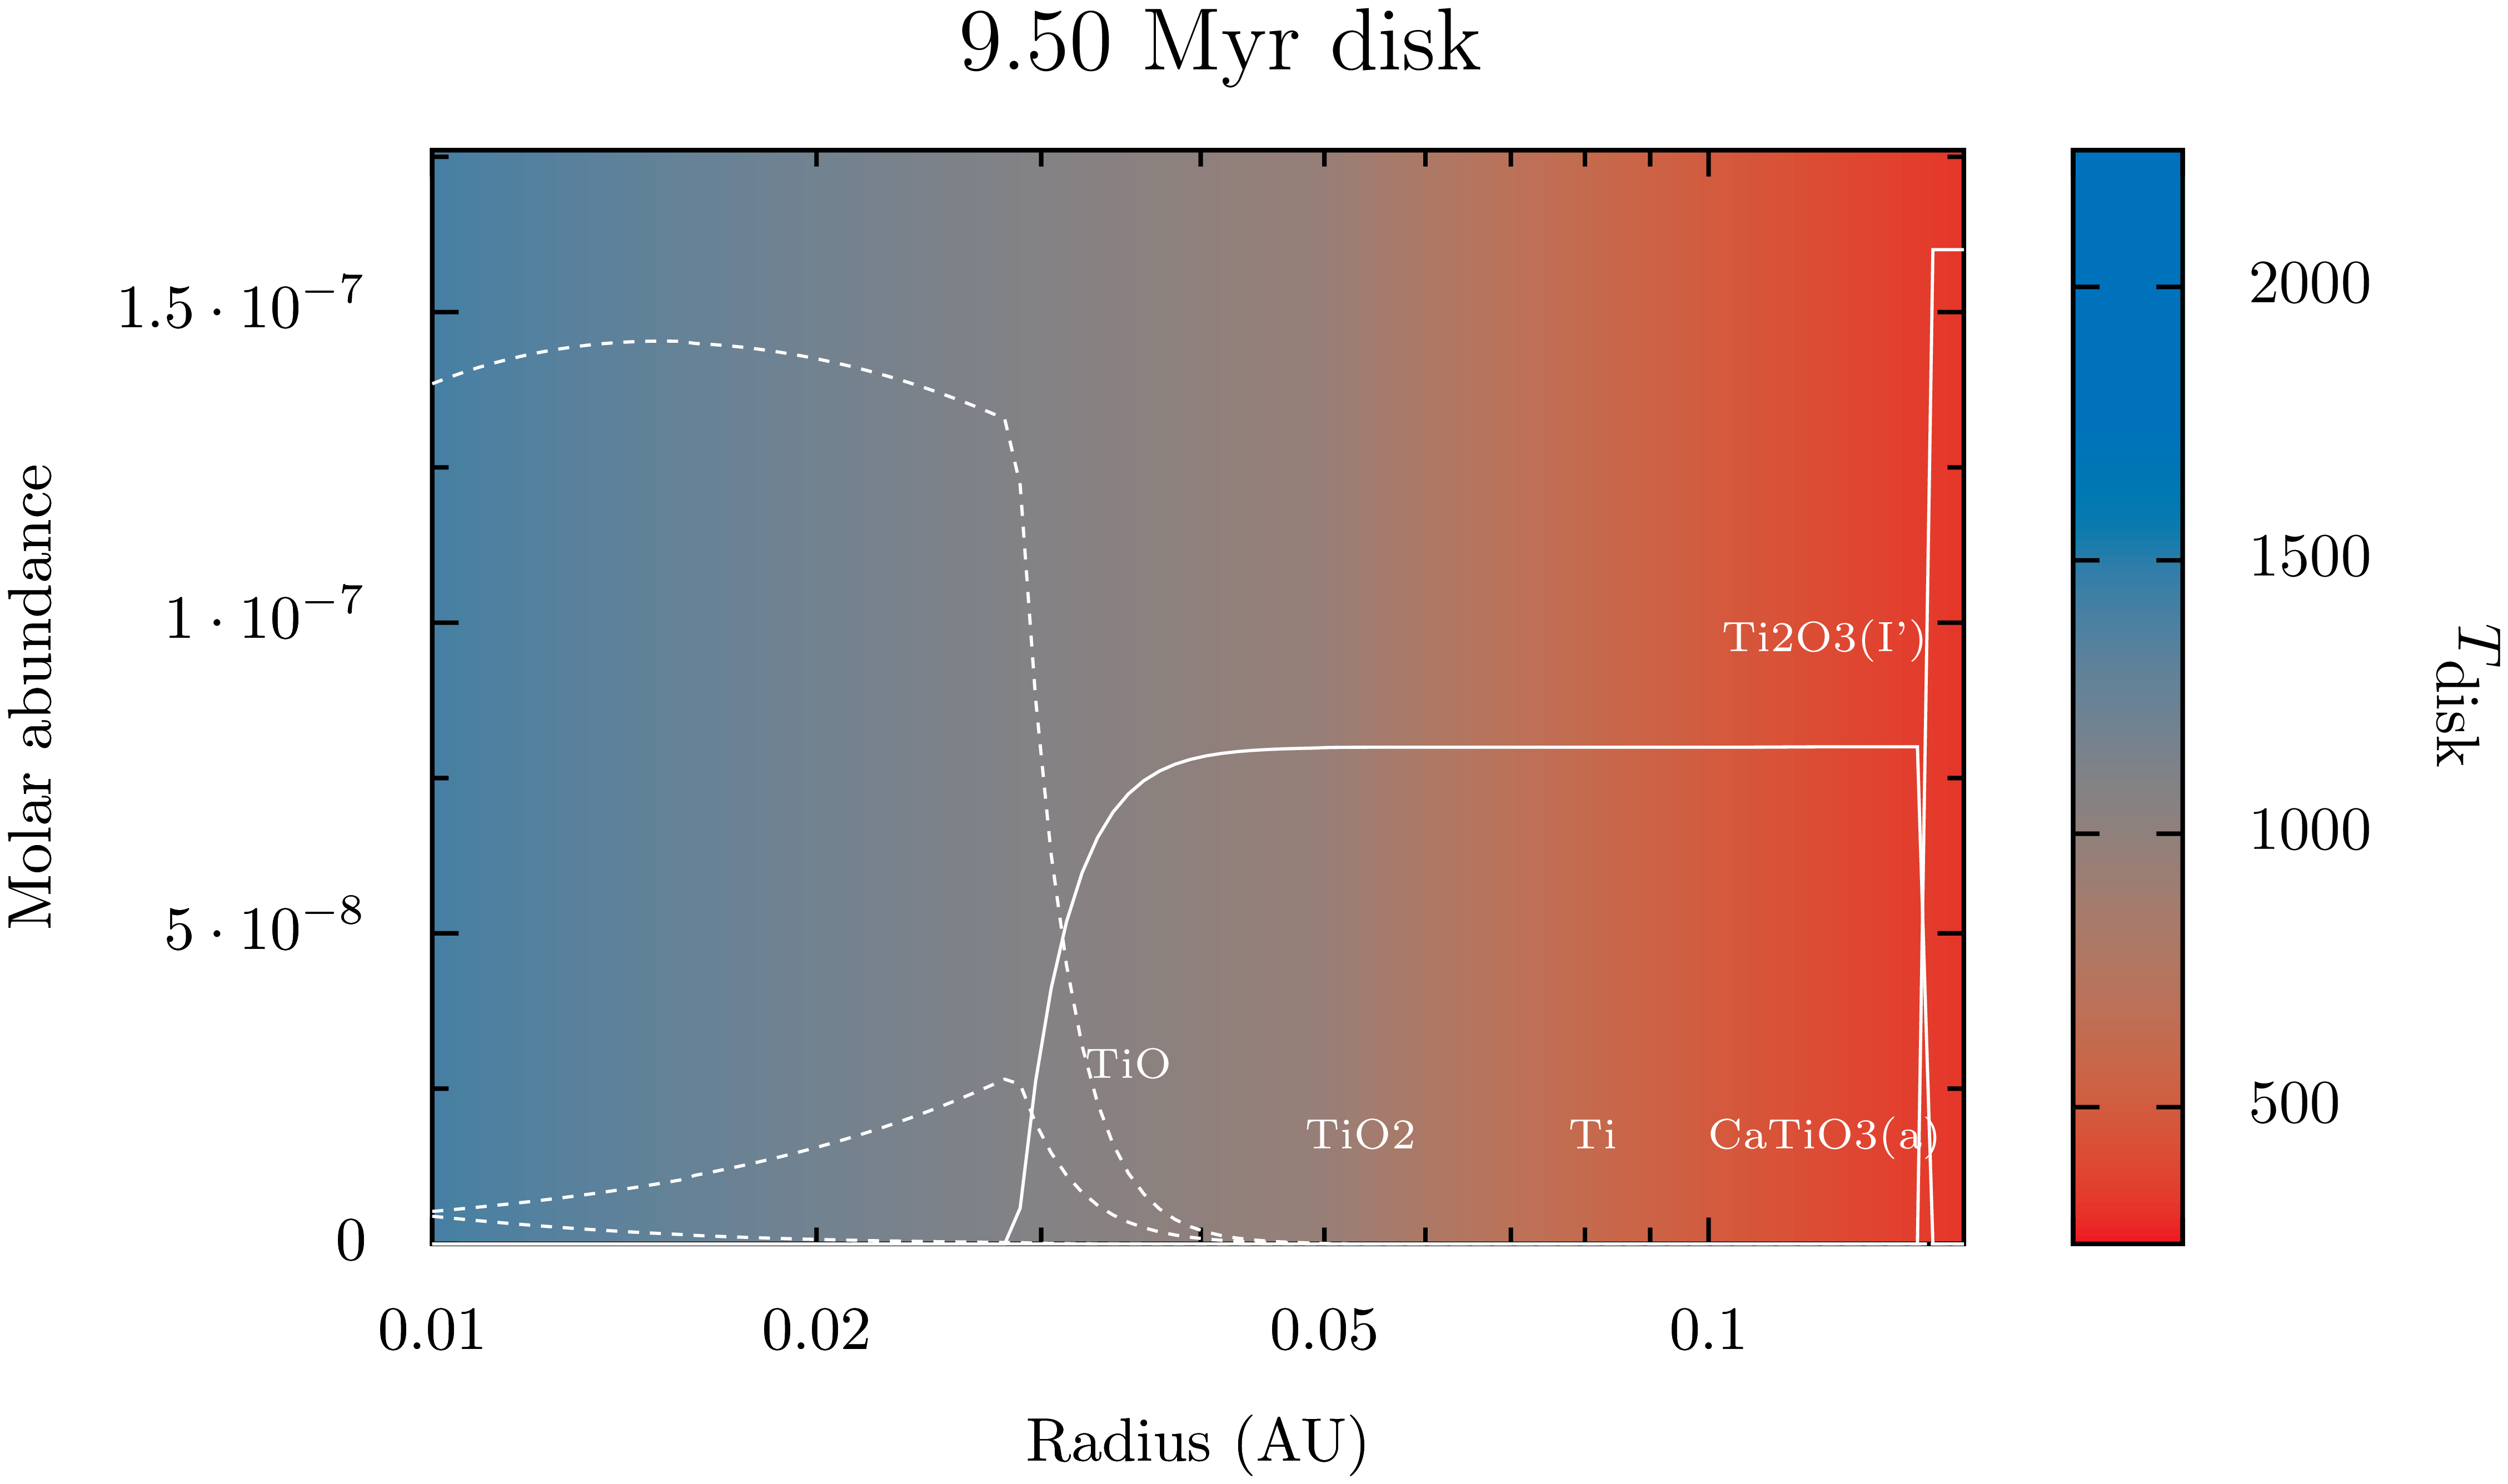 9.50 Myr disk
1.5 · 10⁻⁷
1 · 10⁻⁷
5 · 10⁻⁸
0
Molar abundance
0.01
0.02
0.05
0.1
Radius (AU)
Ti2O3(I')
TiO
TiO2
Ti
CaTiO3(a)
2000
1500
1000
500
T_disk